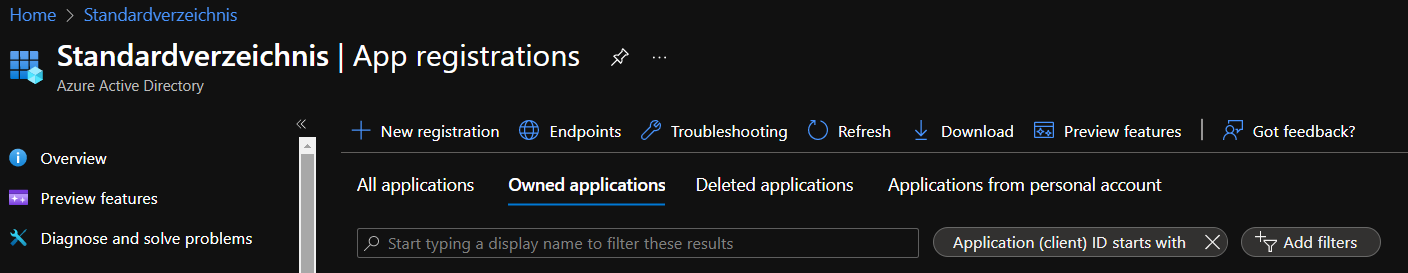 Home > Standardverzeichnis
Standardverzeichnis | App registrations
Azure Active Directory
New registration Endpoints Troubleshooting Refresh Download Preview features Got feedback?
Overview
Preview features
Diagnose and solve problems
All applications Owned applications Deleted applications Applications from personal account
Start typing a display name to filter these results Application (client) ID starts with Add filters